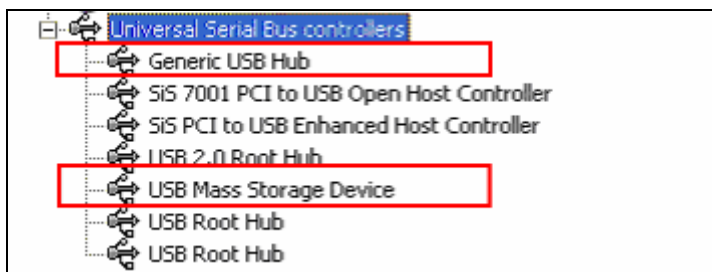 Universal Serial Bus controllers
Generic USB Hub
SiS 7001 PCI to USB Open Host Controller
SiS PCI to USB Enhanced Host Controller
USB 2.0 Root Hub
USB Mass Storage Device
USB Root Hub
USB Root Hub